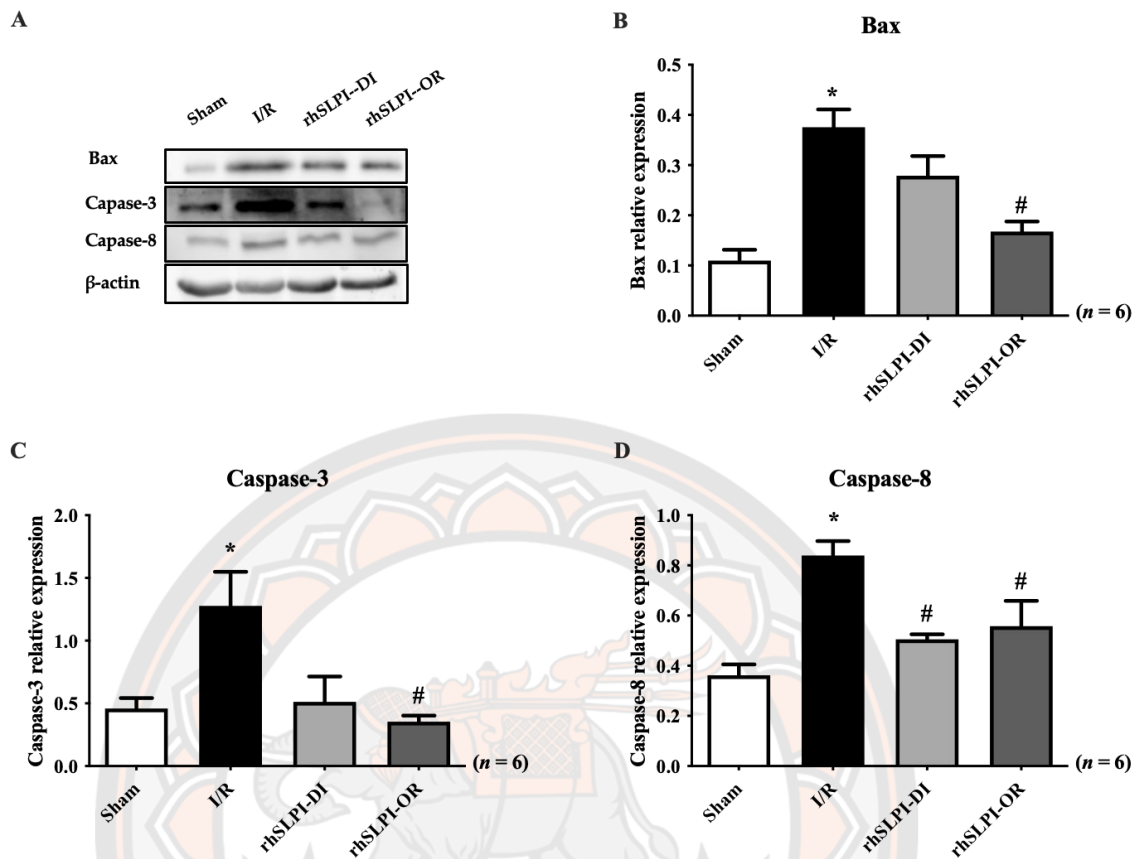 A
Sham I/R rhSLPI--DI rhSLPI--OR
Bax
Capase-3
Capase-8
β-actin
B
Bax
Bax relative expression
0.5
0.4
0.3
0.2
0.1
0.0
*
#
Sham I/R rhSLPI-DI rhSLPI-OR
(n = 6)
C
Caspase-3
Caspase-3 relative expression
2.0
1.5
1.0
0.5
0.0
*
#
Sham I/R rhSLPI-DI rhSLPI-OR
(n = 6)
D
Caspase-8
Caspase-8 relative expression
1.0
0.8
0.6
0.4
0.2
0.0
*
# #
Sham I/R rhSLPI-DI rhSLPI-OR
(n = 6)